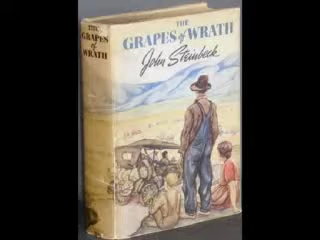 THE
GRAPES
of
WRATH
THE
GRAPES of WRATH
John Steinbeck